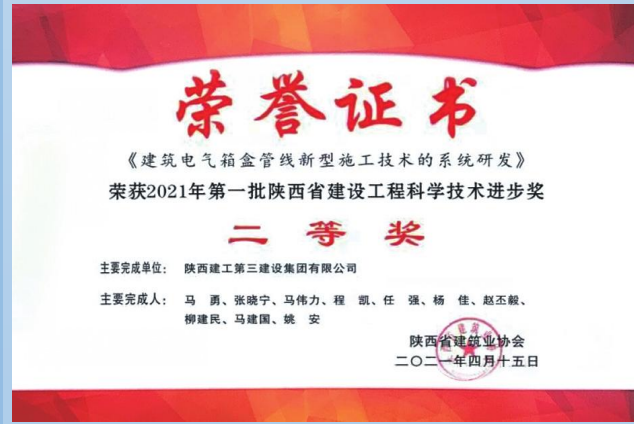 荣誉证书
《建筑电气箱盒管线新型施工技术的系统研发》
荣获2021年第一批陕西省建设工程科学技术进步奖
二等奖
主要完成单位： 陕西建工第三建设集团有限公司
主要完成人： 马 勇、张晓宁、马伟力、程 凯、任 强、杨 佳、赵丕毅、
柳建民、马建国、姚 安
陕西省建筑业协会
二〇二一年四月十五日